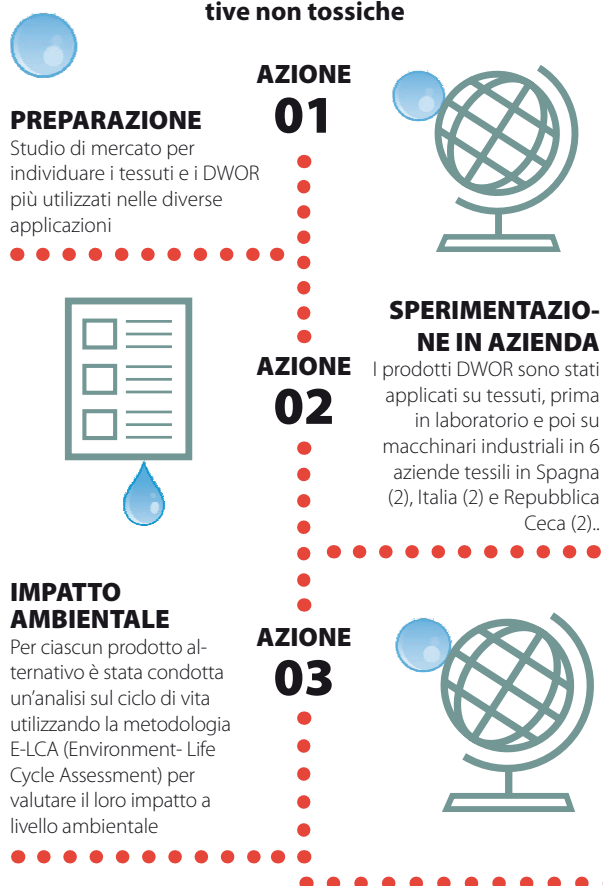 tive non tossiche
AZIONE
01
PREPARAZIONE
Studio di mercato per
individuare i tessuti e i DWOR
più utilizzati nelle diverse
applicazioni
AZIONE
02
SPERIMENTAZIO-
NE IN AZIENDA
I prodotti DWOR sono stati
applicati su tessuti, prima
in laboratorio e poi su
macchinari industriali in 6
aziende tessili in Spagna
(2), Italia (2) e Repubblica
Ceca (2)..
AZIONE
03
IMPATTO
AMBIENTALE
Per ciascun prodotto al-
ternativo è stata condotta
un'analisi sul ciclo di vita
utilizzando la metodologia
E-LCA (Environment- Life
Cycle Assessment) per
valutare il loro impatto a
livello ambientale